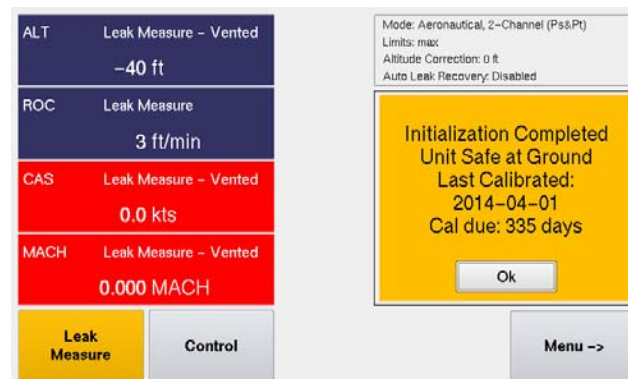 ALT Leak Measure – Vented
–40 ft
ROC Leak Measure
3 ft/min
CAS Leak Measure – Vented
0.0 kts
MACH Leak Measure – Vented
0.000 MACH
Leak
Measure
Control
Mode: Aeronautical, 2–Channel (Ps&Pt)
Limits: max
Altitude Correction: 0 ft
Auto Leak Recovery: Disabled
Initialization Completed
Unit Safe at Ground
Last Calibrated:
2014–04–01
Cal due: 335 days
Ok
Menu –>